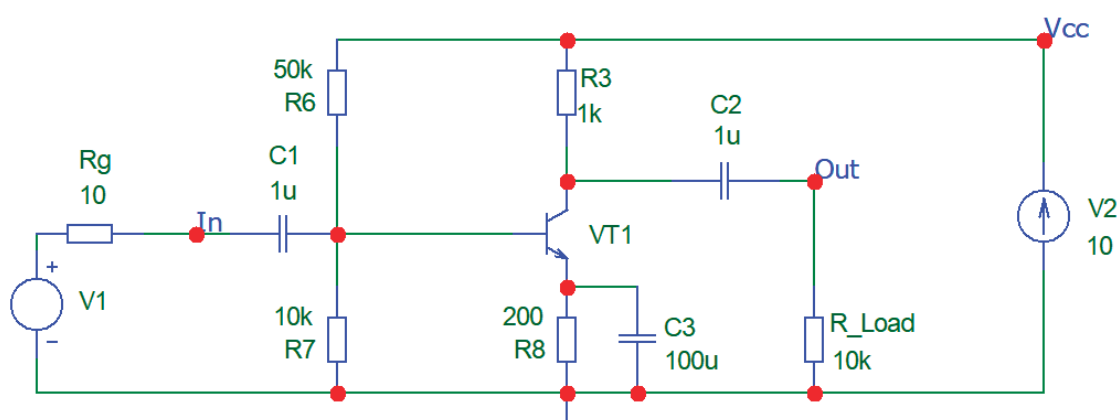 Vcc
50k
R6
R3
1k
C2
1u
Rg
10
C1
1u
Out
In
VT1
V2
10
+
V1
-
10k
R7
200
R8
C3
100u
R_Load
10k